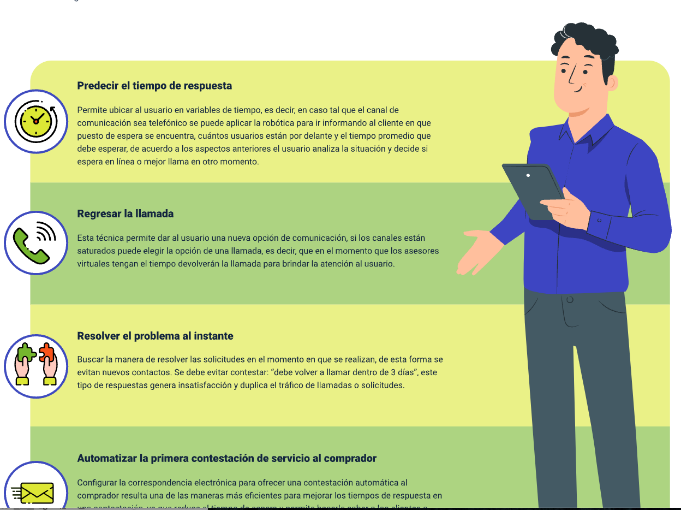 Predecir el tiempo de respuesta
Permite ubicar al usuario en variables de tiempo, es decir, en caso tal que el canal de
comunicación sea telefónico se puede aplicar la robótica para ir informando al cliente en que
puesto de espera se encuentra, cuántos usuarios están por delante y el tiempo promedio que
debe esperar, de acuerdo a los aspectos anteriores el usuario analiza la situación y decide si
espera en línea o mejor llama en otro momento.
Regresar la llamada
Esta técnica permite dar al usuario una nueva opción de comunicación, si los canales están
saturados puede elegir la opción de una llamada, es decir, que en el momento que los asesores
virtuales tengan el tiempo devolverán la llamada para brindar la atención al usuario.
Resolver el problema al instante
Buscar la manera de resolver las solicitudes en el momento en que se realizan, de esta forma se
evitan nuevos contactos. Se debe evitar contestar: “debe volver a llamar dentro de 3 días”, este
tipo de respuestas genera insatisfacción y duplica el tráfico de llamadas o solicitudes.
Automatizar la primera contestación de servicio al comprador
Configurar la correspondencia electrónica para ofrecer una contestación automática al
comprador resulta una de las maneras más eficientes para mejorar los tiempos de respuesta en